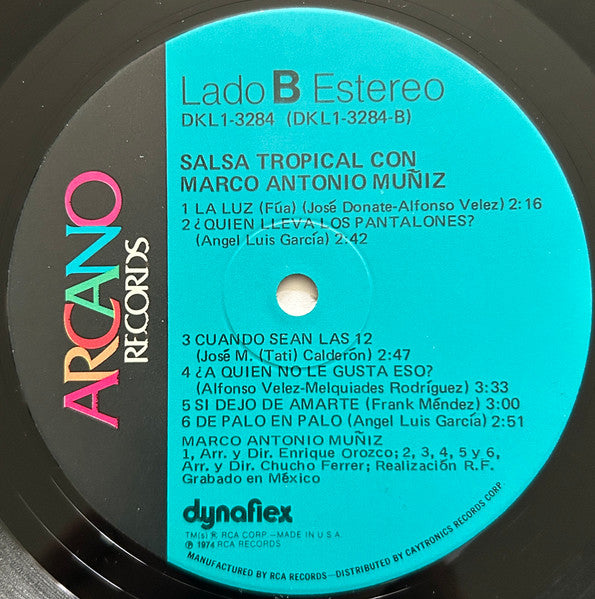 Lado B Estereo
DKL1-3284 (DKL1-3284-B)
SALSA TROPICAL CON
MARCO ANTONIO MUÑIZ
1 LA LUZ (Fúa) (José Donate-Alfonso Velez) 2:16
2 ¿QUIEN LLEVA LOS PANTALONES?
(Angel Luis García) 2:42
3 CUANDO SEAN LAS 12
(José M. (Tati) Calderón) 2:47
4 ¿A QUIEN NO LE GUSTA ESO?
(Alfonso Velez-Melquiades Rodríguez) 3:33
5 SI DEJO DE AMARTE (Frank Méndez) 3:00
6 DE PALO EN PALO (Angel Luis García) 2:51
MARCO ANTONIO MUÑIZ
1, Arr. y Dir. Enrique Orozco; 2, 3, 4, 5 y 6,
Arr. y Dir. Chucho Ferrer; Realización R.F.
Grabado en México
ARCANO
RECORDS
dynaflex
TM(s) ® RCA CORP.—MADE IN U.S.A.
℗ 1974 RCA RECORDS
MANUFACTURED BY RCA RECORDS—DISTRIBUTED BY CAYTRONICS RECORDS CORP.